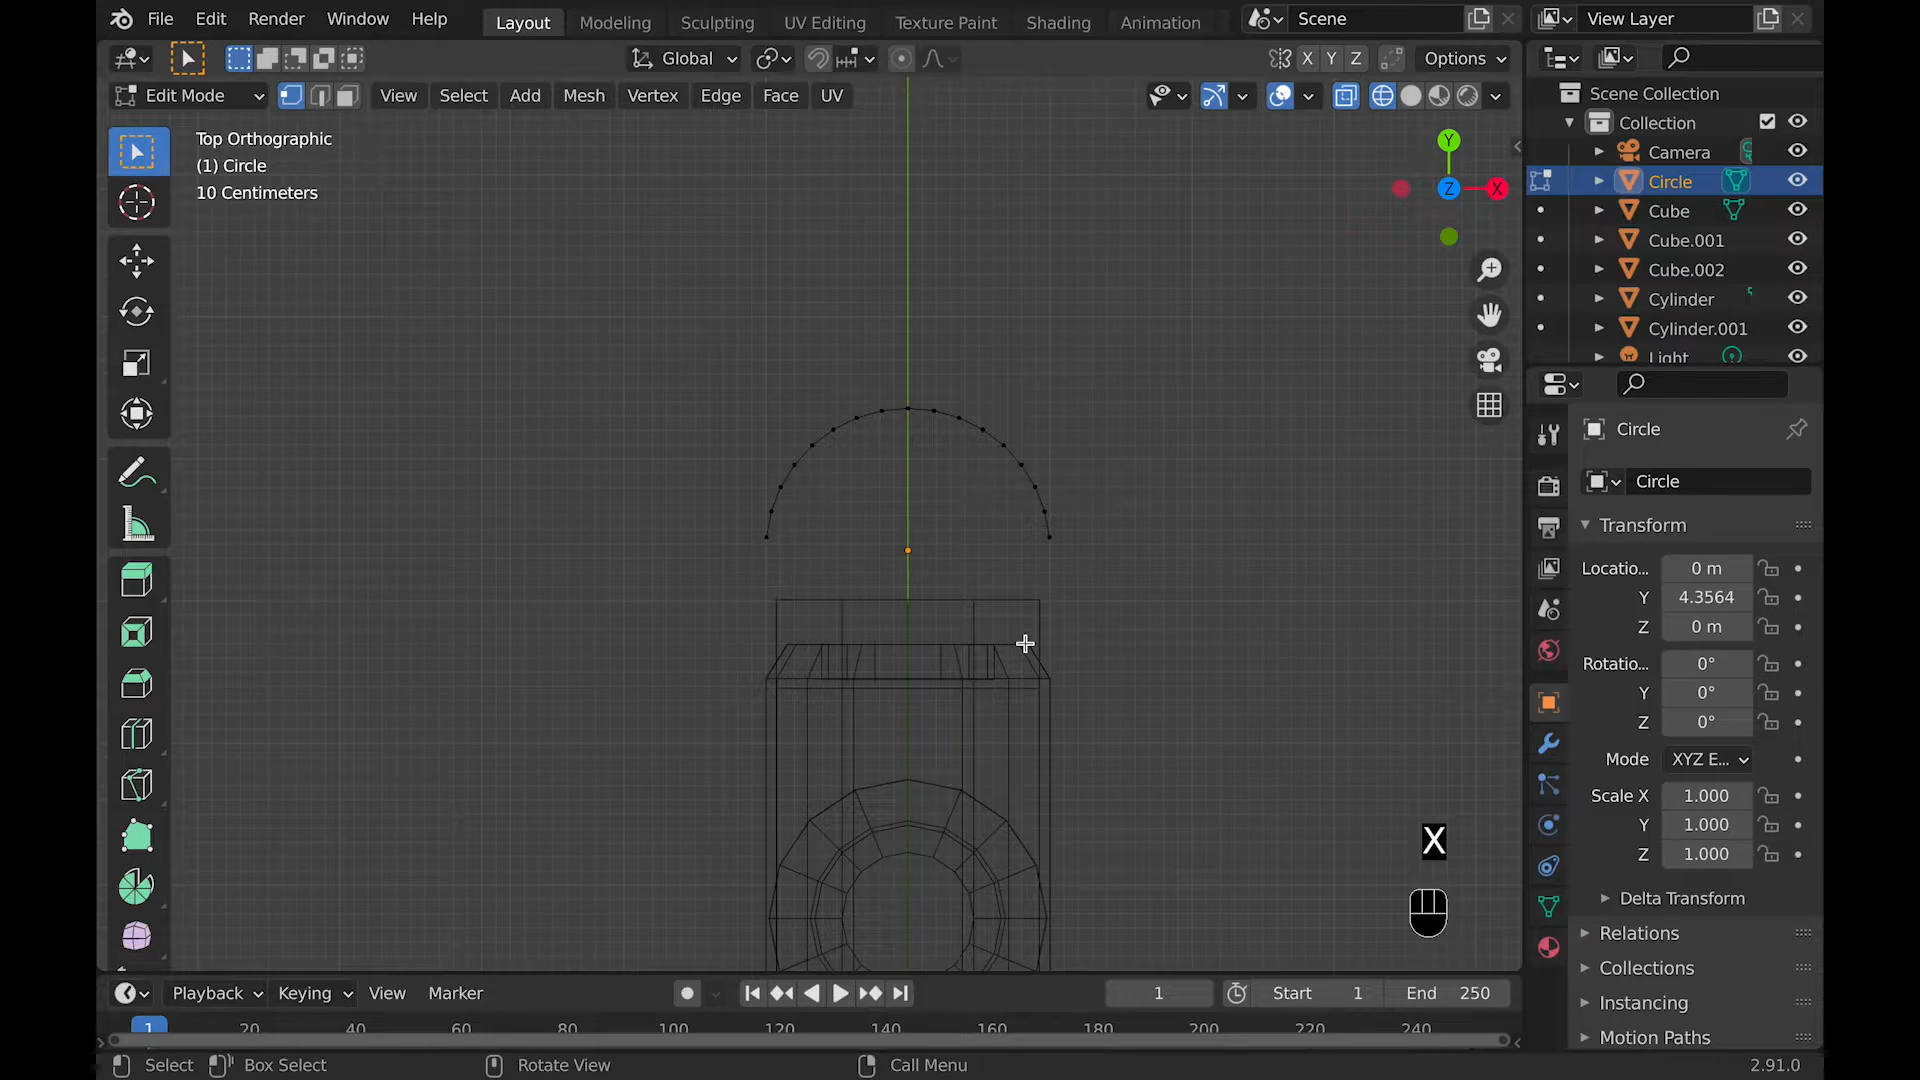 File Edit Render Window Help Layout Modeling Sculpting UV Editing Texture Paint Shading Animation Scene View Layer
Global X Y Z Options
Edit Mode View Select Add Mesh Vertex Edge Face UV
Top Orthographic
(1) Circle
10 Centimeters
Y
Z X
Scene Collection
Collection
Camera
Circle
Cube
Cube.001
Cube.002
Cylinder
Cylinder.001
Light
Circle
Circle
Transform
Locatio... 0 m
Y 4.3564
Z 0 m
Rotatio... 0°
Y 0°
Z 0°
Mode XYZ E...
Scale X 1.000
Y 1.000
Z 1.000
Delta Transform
Relations
Collections
Instancing
Motion Paths
X
Playback Keying View Marker 1 Start 1 End 250
1 20 40 60 80 100 120 140 160 180 200 220 240
Select Box Select Rotate View Call Menu 2.91.0